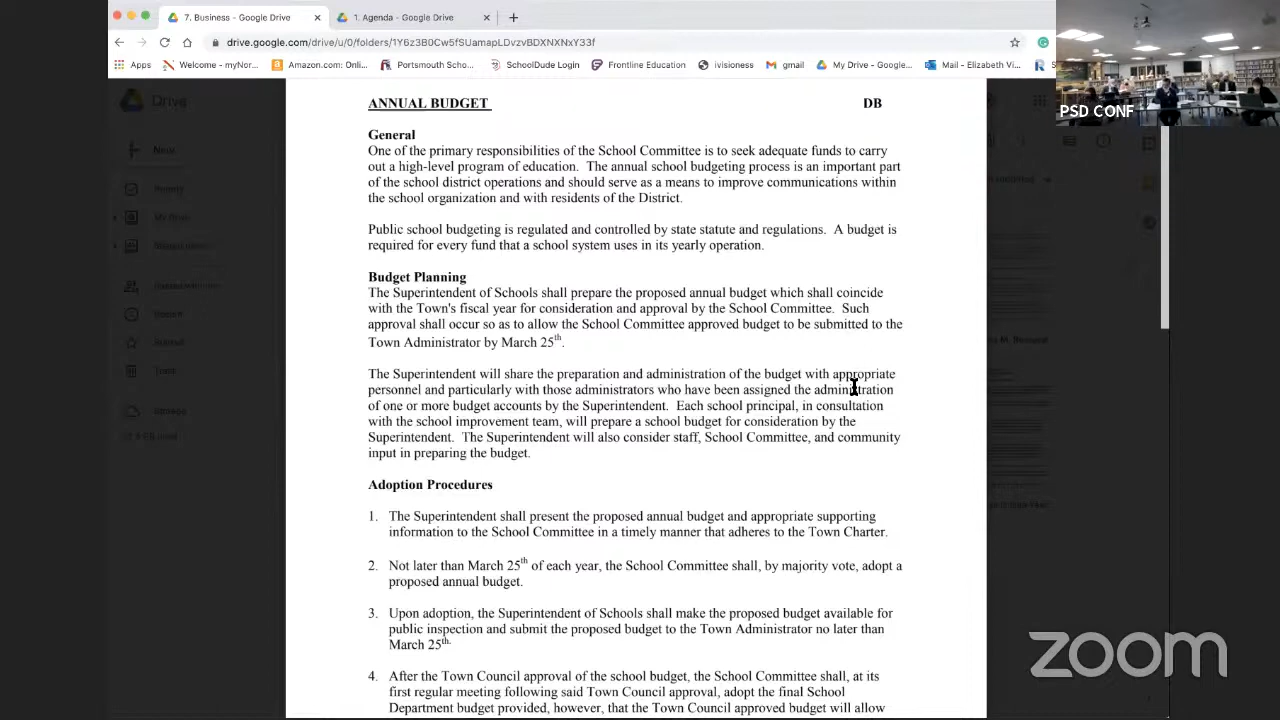 7. Business - Google Drive
1. Agenda - Google Drive
drive.google.com/drive/u/0/folders/1Y6z3B0Cw5fSUamapLDvzvBDXNXNxY33f
Apps Welcome - myNor... Amazon.com: Onli... Portsmouth Scho... SchoolDude Login Frontline Education ivisioness gmail My Drive - Google... Mail - Elizabeth Vi...
PSD CONF
Drive
New
Priority
My Drive
Recent
Starred
Trash
Storage
ANNUAL BUDGET DB
General
One of the primary responsibilities of the School Committee is to seek adequate funds to carry
out a high-level program of education. The annual school budgeting process is an important part
of the school district operations and should serve as a means to improve communications within
the school organization and with residents of the District.
Public school budgeting is regulated and controlled by state statute and regulations. A budget is
required for every fund that a school system uses in its yearly operation.
Budget Planning
The Superintendent of Schools shall prepare the proposed annual budget which shall coincide
with the Town's fiscal year for consideration and approval by the School Committee. Such
approval shall occur so as to allow the School Committee approved budget to be submitted to the
Town Administrator by March 25th.
The Superintendent will share the preparation and administration of the budget with appropriate
personnel and particularly with those administrators who have been assigned the administration
of one or more budget accounts by the Superintendent. Each school principal, in consultation
with the school improvement team, will prepare a school budget for consideration by the
Superintendent. The Superintendent will also consider staff, School Committee, and community
input in preparing the budget.
Adoption Procedures
1. The Superintendent shall present the proposed annual budget and appropriate supporting
information to the School Committee in a timely manner that adheres to the Town Charter.
2. Not later than March 25th of each year, the School Committee shall, by majority vote, adopt a
proposed annual budget.
3. Upon adoption, the Superintendent of Schools shall make the proposed budget available for
public inspection and submit the proposed budget to the Town Administrator no later than
March 25th.
4. After the Town Council approval of the school budget, the School Committee shall, at its
first regular meeting following said Town Council approval, adopt the final School
Department budget provided, however, that the Town Council approved budget will allow
zoom